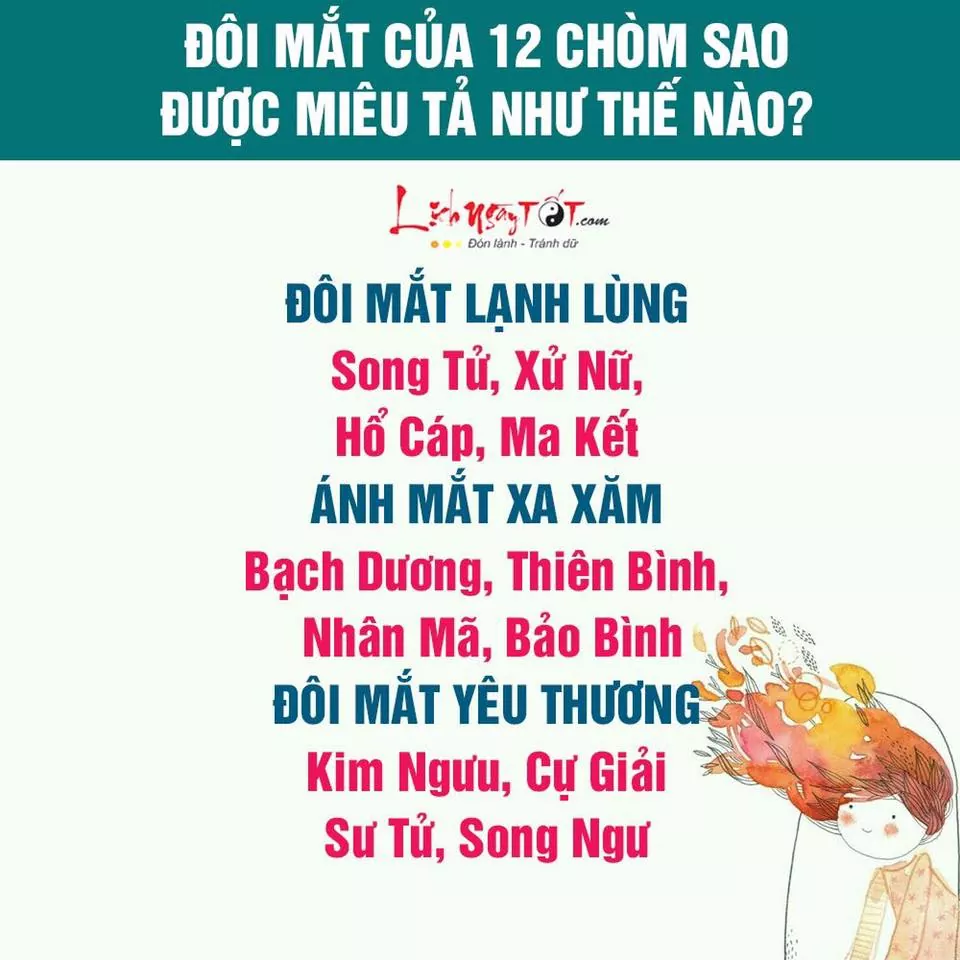 ĐÔI MẮT CỦA 12 CHÒM SAO
ĐƯỢC MIÊU TẢ NHƯ THẾ NÀO?
LịchngàyTỐT.com
Đón lành - Tránh dữ
ĐÔI MẮT LẠNH LÙNG
Song Tử, Xử Nữ,
Hổ Cáp, Ma Kết
ÁNH MẮT XA XĂM
Bạch Dương, Thiên Bình,
Nhân Mã, Bảo Bình
ĐÔI MẮT YÊU THƯƠNG
Kim Ngưu, Cự Giải
Sư Tử, Song Ngư